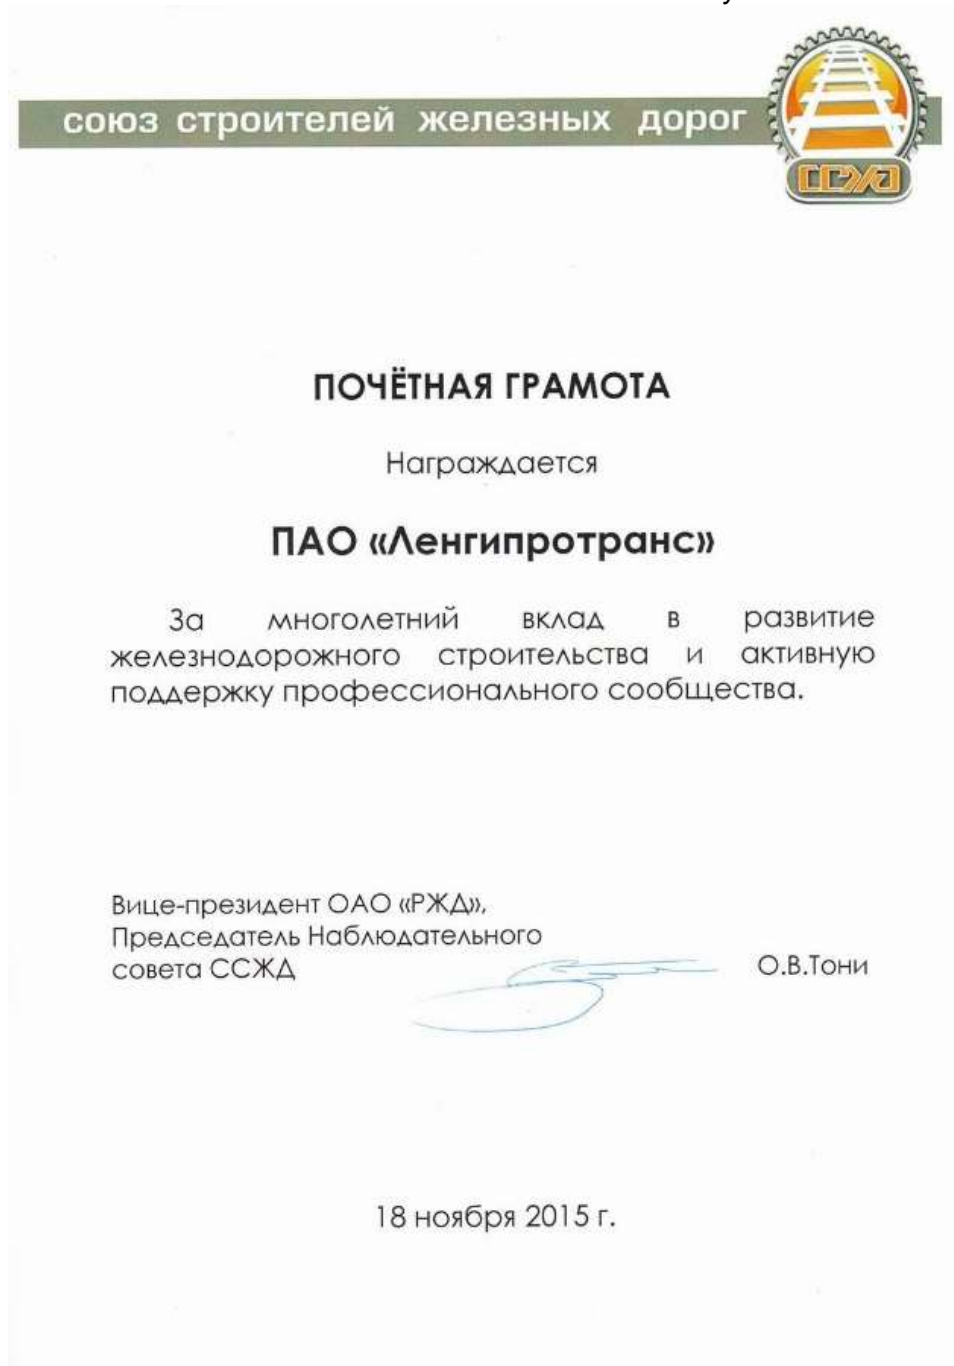 союз строителей железных дорог
ССЖД
ПОЧЁТНАЯ ГРАМОТА
Награждается
ПАО «Ленгипротранс»
За многолетний вклад в развитие
железнодорожного строительства и активную
поддержку профессионального сообщества.
Вице-президент ОАО «РЖД»,
Председатель Наблюдательного
совета ССЖД
О.В.Тони
18 ноября 2015 г.